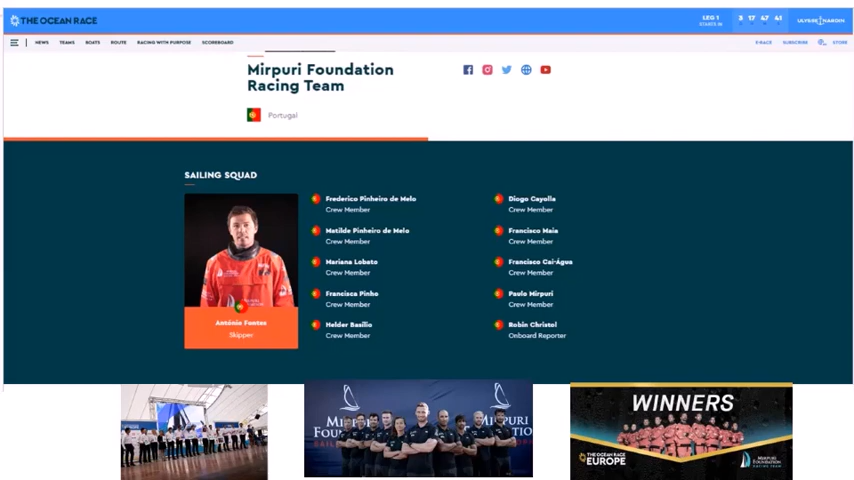 THE OCEAN RACE
LEG 1
STARTS IN
3 17 47 41
ULYSSE NARDIN
NEWS TEAMS BOATS ROUTE RACING WITH PURPOSE SCOREBOARD
E-RACE SUBSCRIBE STORE
Mirpuri Foundation
Racing Team
Portugal
SAILING SQUAD
António Fontes
Skipper
Frederico Pinheiro de Melo
Crew Member
Matilde Pinheiro de Melo
Crew Member
Mariana Lobato
Crew Member
Francisca Pinho
Crew Member
Helder Basílio
Crew Member
Diogo Cayolla
Crew Member
Francisco Maia
Crew Member
Francisco Cai-Água
Crew Member
Paulo Mirpuri
Crew Member
Robin Christol
Onboard Reporter
WINNERS
THE OCEAN RACE
EUROPE
MIRPURI FOUNDATION
RACING TEAM